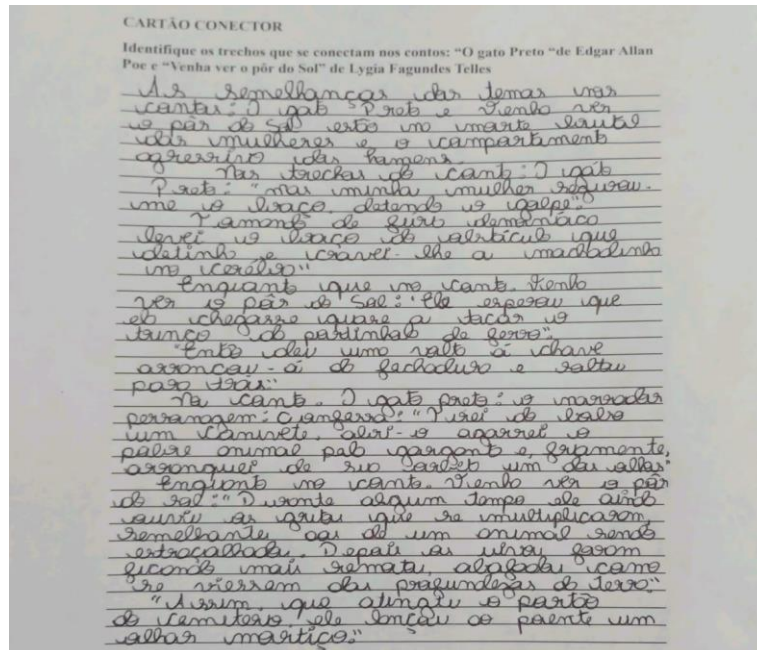 CARTÃO CONECTOR
Identifique os trechos que se conectam nos contos: “O gato Preto “de Edgar Allan
Poe e “Venha ver o pôr do Sol” de Lygia Fagundes Telles
As semelhanças dos temas nos
contos: O gato Preto e Venha ver
o pôr do Sol estão na morte brutal
das mulheres e o comportamento
agressivo dos homens.
Nos trechos do conto: O gato
Preto: "mas minha mulher segurou-
me o braço, detendo o golpe".
Tomando de furis demoníaco
levei o braço do obstáculo que
detinha e cravei-lhe a machadinha
no cérebro"
Enquanto que no conto. Venha
ver o pôr do Sol: "Ele esperou que
ela chegasse quase a tocar o
trinco da portinhola de ferro".
"Então deu uma volta à chave
arrancou-a da fechadura e saltou
para trás."
No conto. O gato preto: o narrador
personagem: confessa: "Tirei do bolso
um canivete, abri-o agarrei o
pobre animal pela garganta e, friamente,
arranquei de sua órbita um dos olhos"
Enquanto no conto. Venha ver o pôr
do sol: "Durante algum tempo ele ainda
ouviu os gritos que se multiplicaram,
semelhantes aos de um animal sendo
estraçalhado. Depois os uivos foram
ficando mais remotos, abafados como
se viessem das profundezas da terra."
"Assim, que atingiu o portão
do cemitério, ele lançou ao poente um
olhar mortiço."